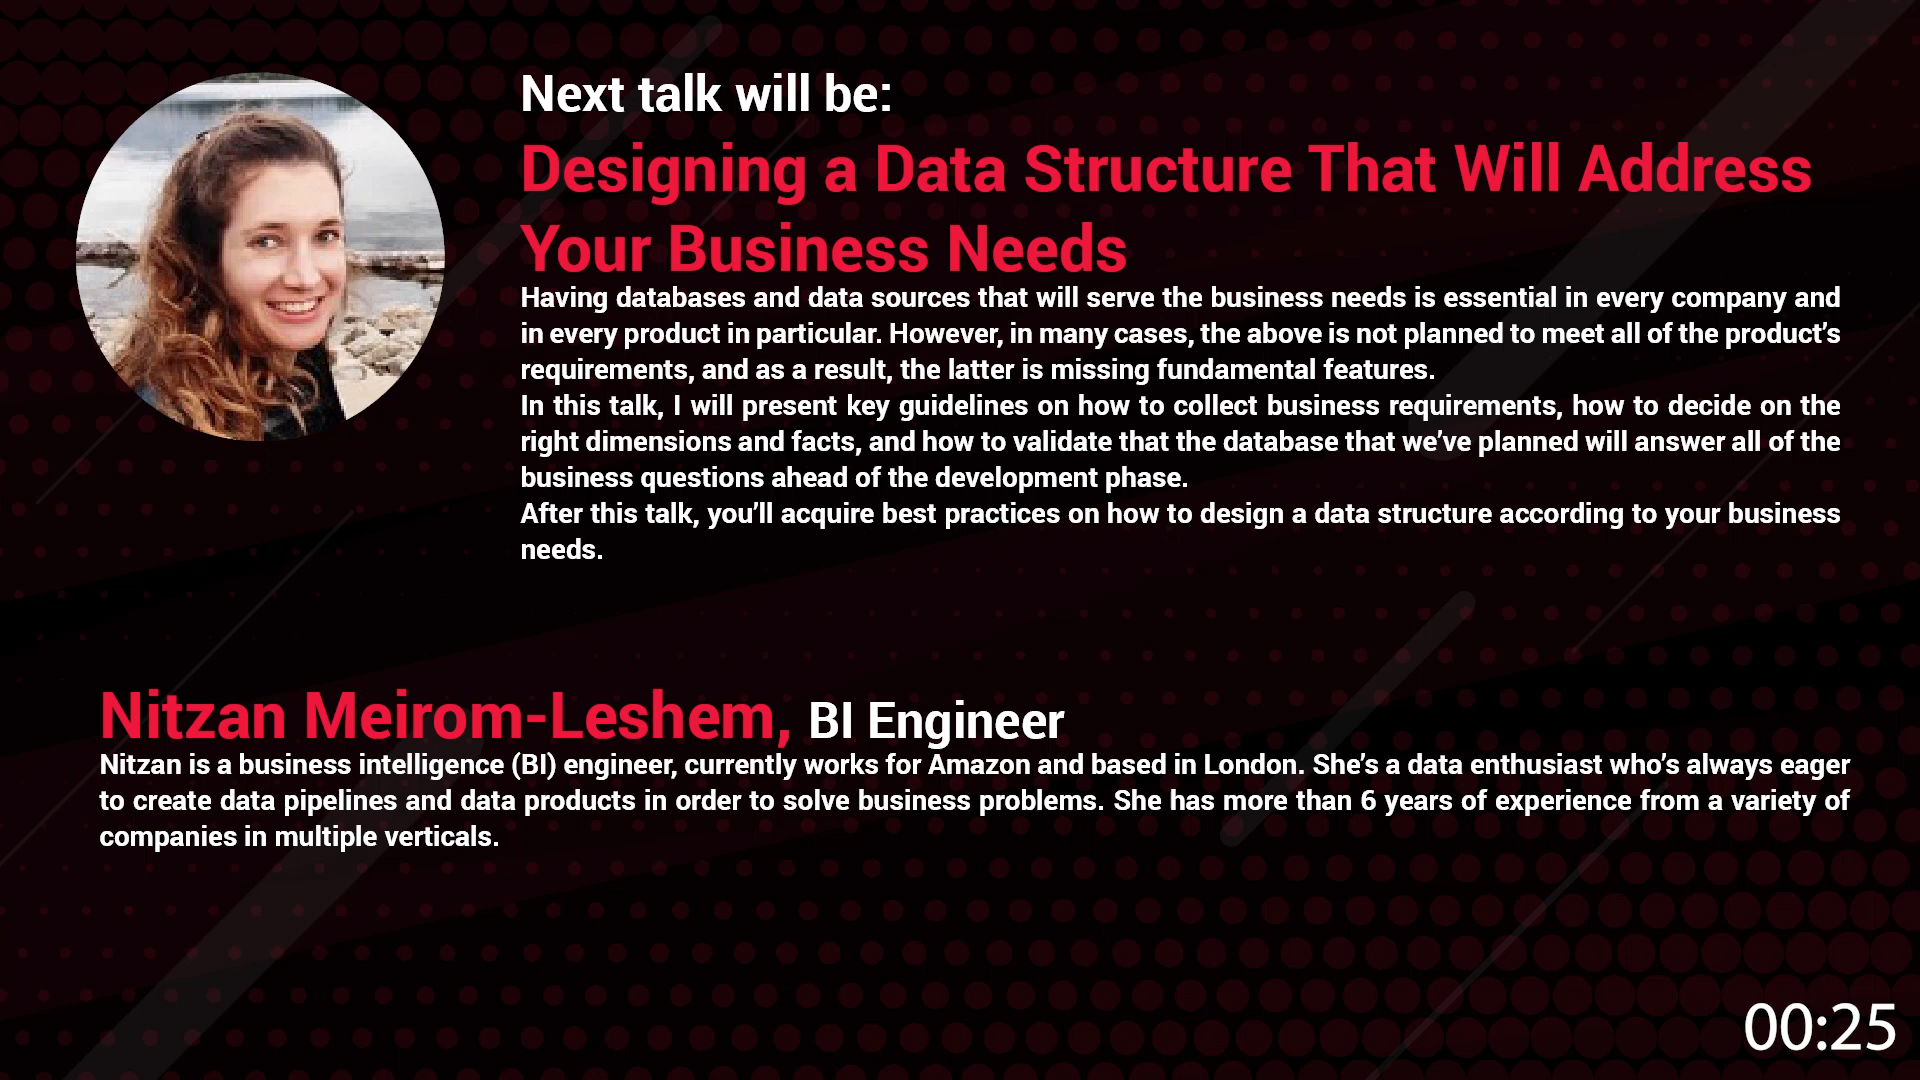 Next talk will be:
Designing a Data Structure That Will Address
Your Business Needs
Having databases and data sources that will serve the business needs is essential in every company and
in every product in particular. However, in many cases, the above is not planned to meet all of the product’s
requirements, and as a result, the latter is missing fundamental features.
In this talk, I will present key guidelines on how to collect business requirements, how to decide on the
right dimensions and facts, and how to validate that the database that we’ve planned will answer all of the
business questions ahead of the development phase.
After this talk, you’ll acquire best practices on how to design a data structure according to your business
needs.
Nitzan Meirom-Leshem, BI Engineer
Nitzan is a business intelligence (BI) engineer, currently works for Amazon and based in London. She’s a data enthusiast who’s always eager
to create data pipelines and data products in order to solve business problems. She has more than 6 years of experience from a variety of
companies in multiple verticals.
00:25